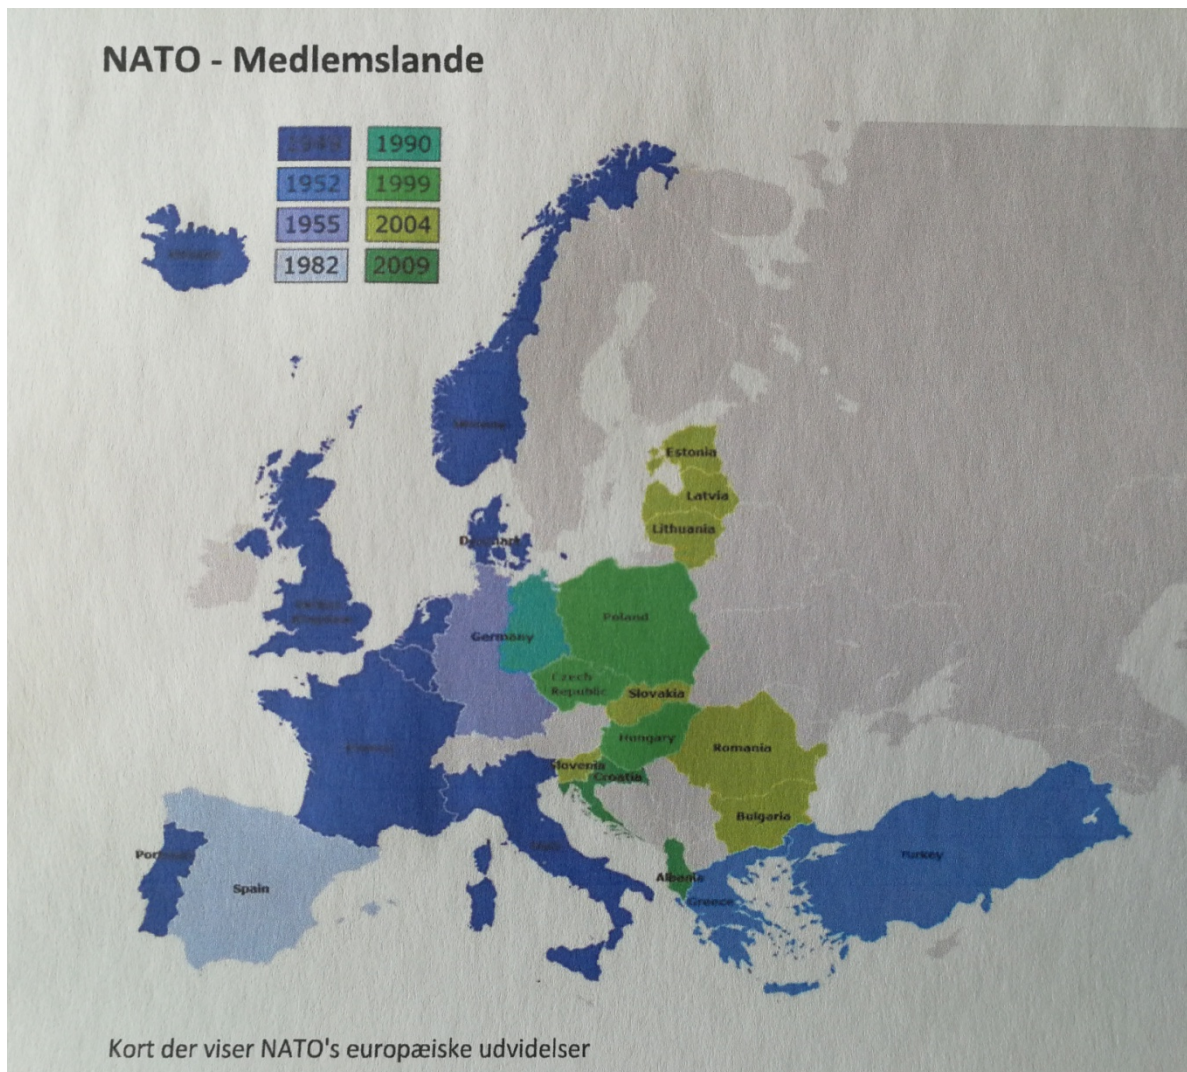 NATO - Medlemslande
1949 1990
1952 1999
1955 2004
1982 2009
Estonia
Latvia
Lithuania
Denmark
Poland
Germany
Czech
Republic
Slovakia
Hungary
Romania
Slovenia
Croatia
Bulgaria
Portugal
Turkey
Albania
Spain
Greece
Kort der viser NATO's europæiske udvidelser